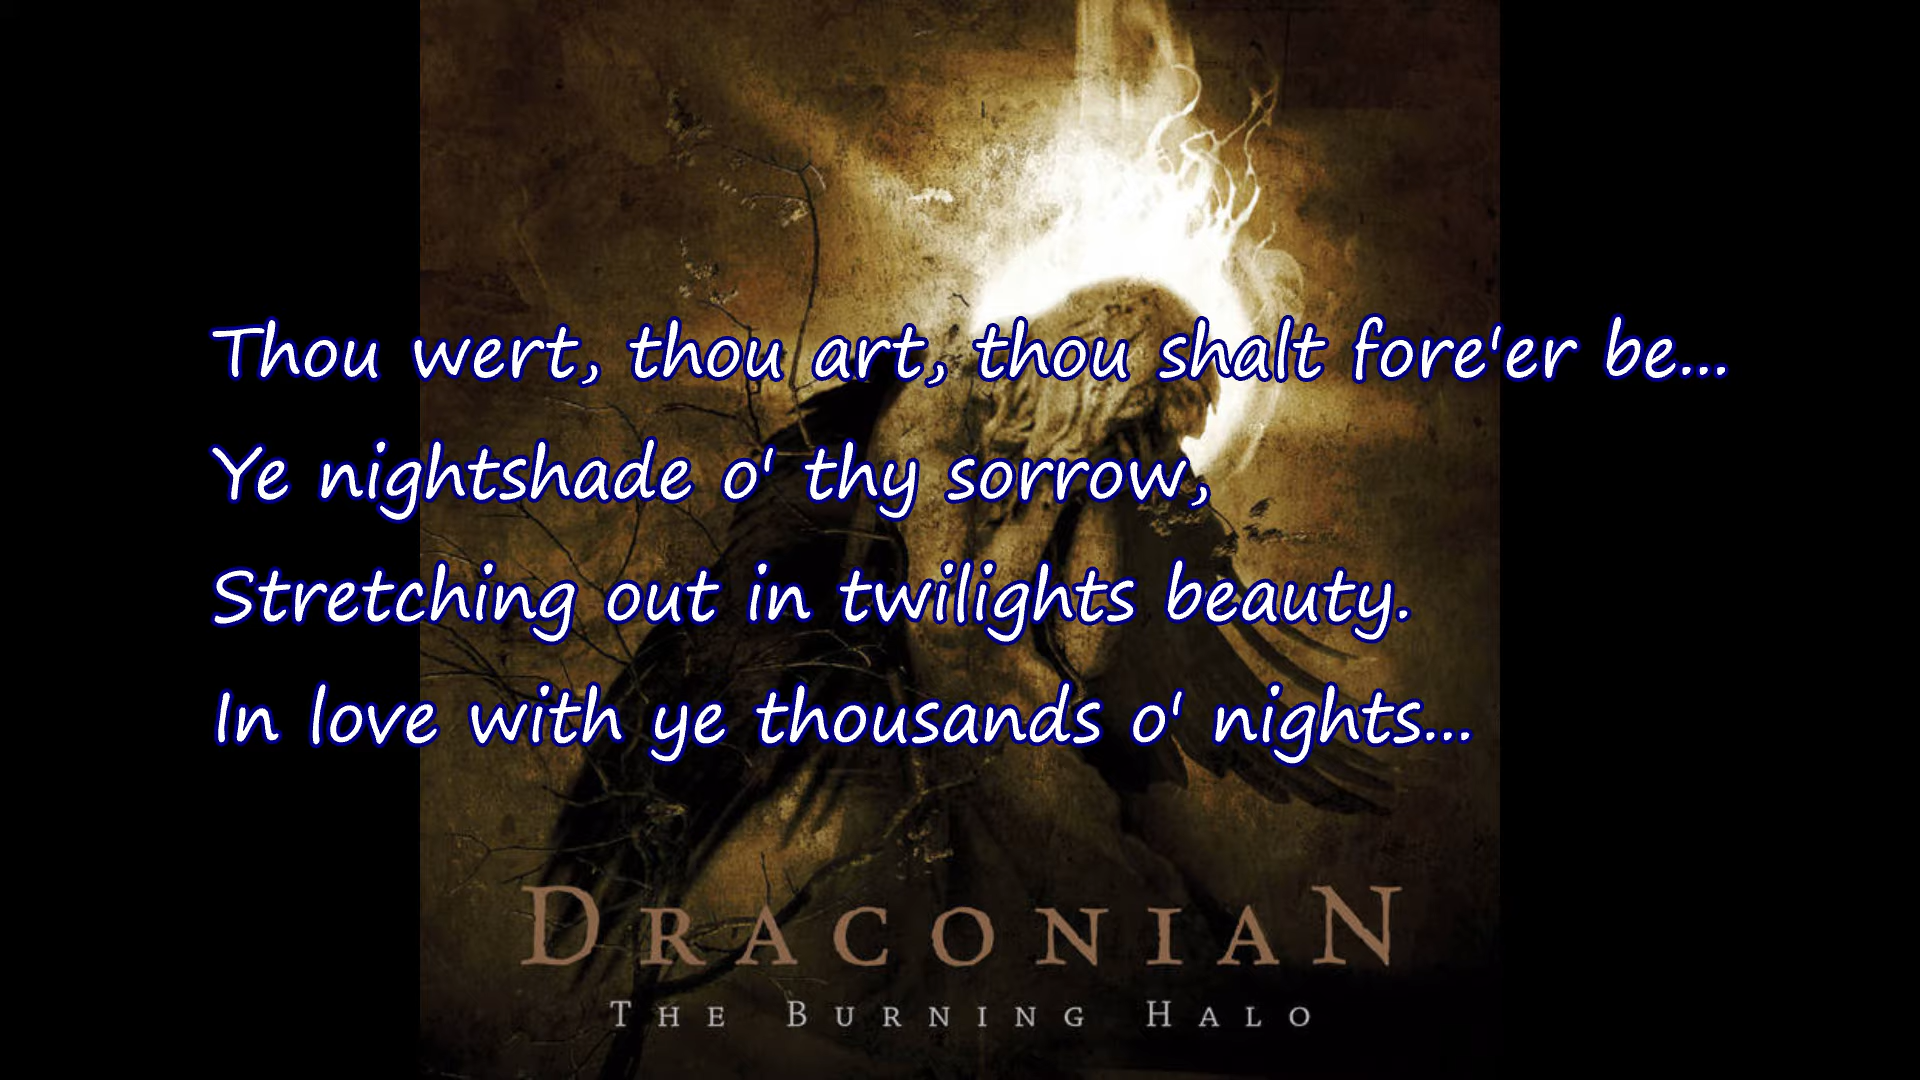 Thou wert, thou art, thou shalt fore'er be...
Ye nightshade o' thy sorrow,
Stretching out in twilights beauty.
In love with ye thousands o' nights...
DRACONIAN
THE BURNING HALO